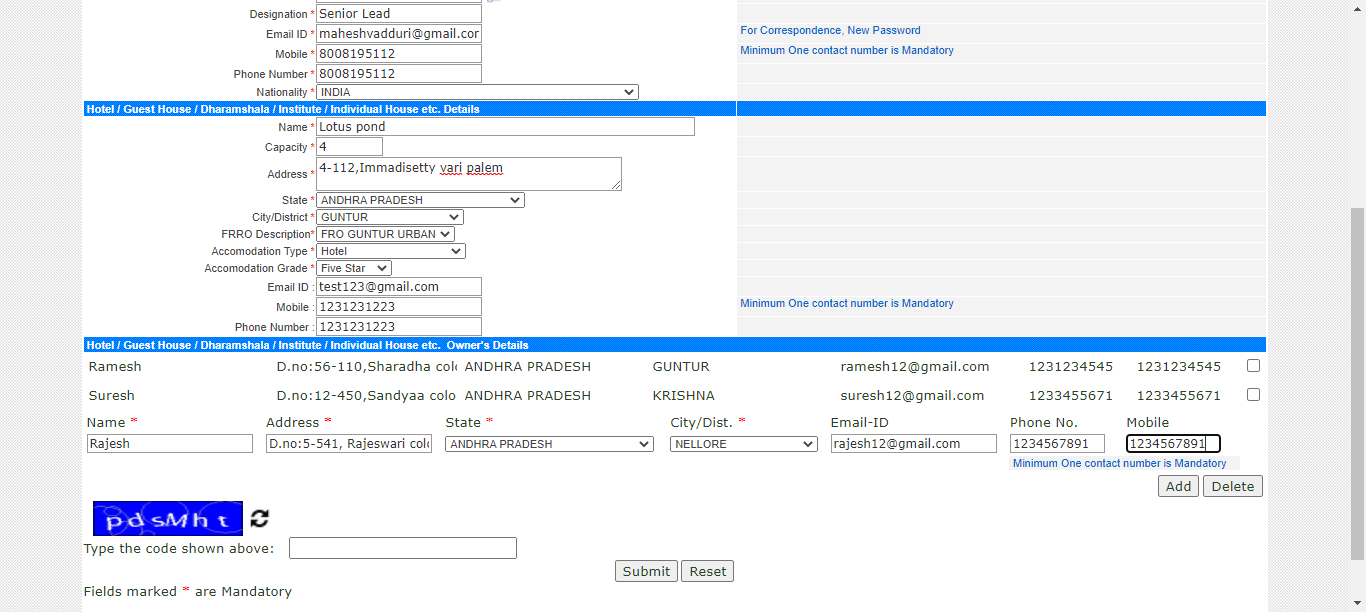 Designation * Senior Lead
Email ID * maheshvadduri@gmail.cor For Correspondence, New Password
Mobile * 8008195112 Minimum One contact number is Mandatory
Phone Number * 8008195112
Nationality * INDIA
Hotel / Guest House / Dharamshala / Institute / Individual House etc. Details
Name * Lotus pond
Capacity * 4
Address * 4-112,Immadisetty vari palem
State * ANDHRA PRADESH
City/District * GUNTUR
FRRO Description* FRO GUNTUR URBAN
Accomodation Type * Hotel
Accomodation Grade * Five Star
Email ID : test123@gmail.com
Mobile : 1231231223 Minimum One contact number is Mandatory
Phone Number : 1231231223
Hotel / Guest House / Dharamshala / Institute / Individual House etc. Owner's Details
Ramesh D.no:56-110,Sharadha colo ANDHRA PRADESH GUNTUR ramesh12@gmail.com 1231234545 1231234545
Suresh D.no:12-450,Sandyaa colo ANDHRA PRADESH KRISHNA suresh12@gmail.com 1233455671 1233455671
Name * Address * State * City/Dist. * Email-ID Phone No. Mobile
Rajesh D.no:5-541, Rajeswari colo ANDHRA PRADESH NELLORE rajesh12@gmail.com 1234567891 1234567891
Minimum One contact number is Mandatory
Add Delete
pdsMht
Type the code shown above:
Submit Reset
Fields marked * are Mandatory